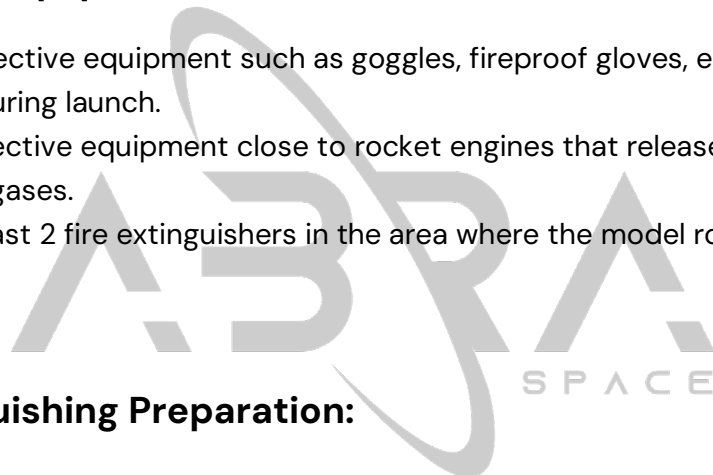 ective equipment such as goggles, fireproof gloves, e
uring launch.
ective equipment close to rocket engines that release
gases.
ast 2 fire extinguishers in the area where the model ro
ABRA
SPACE
uishing Preparation: